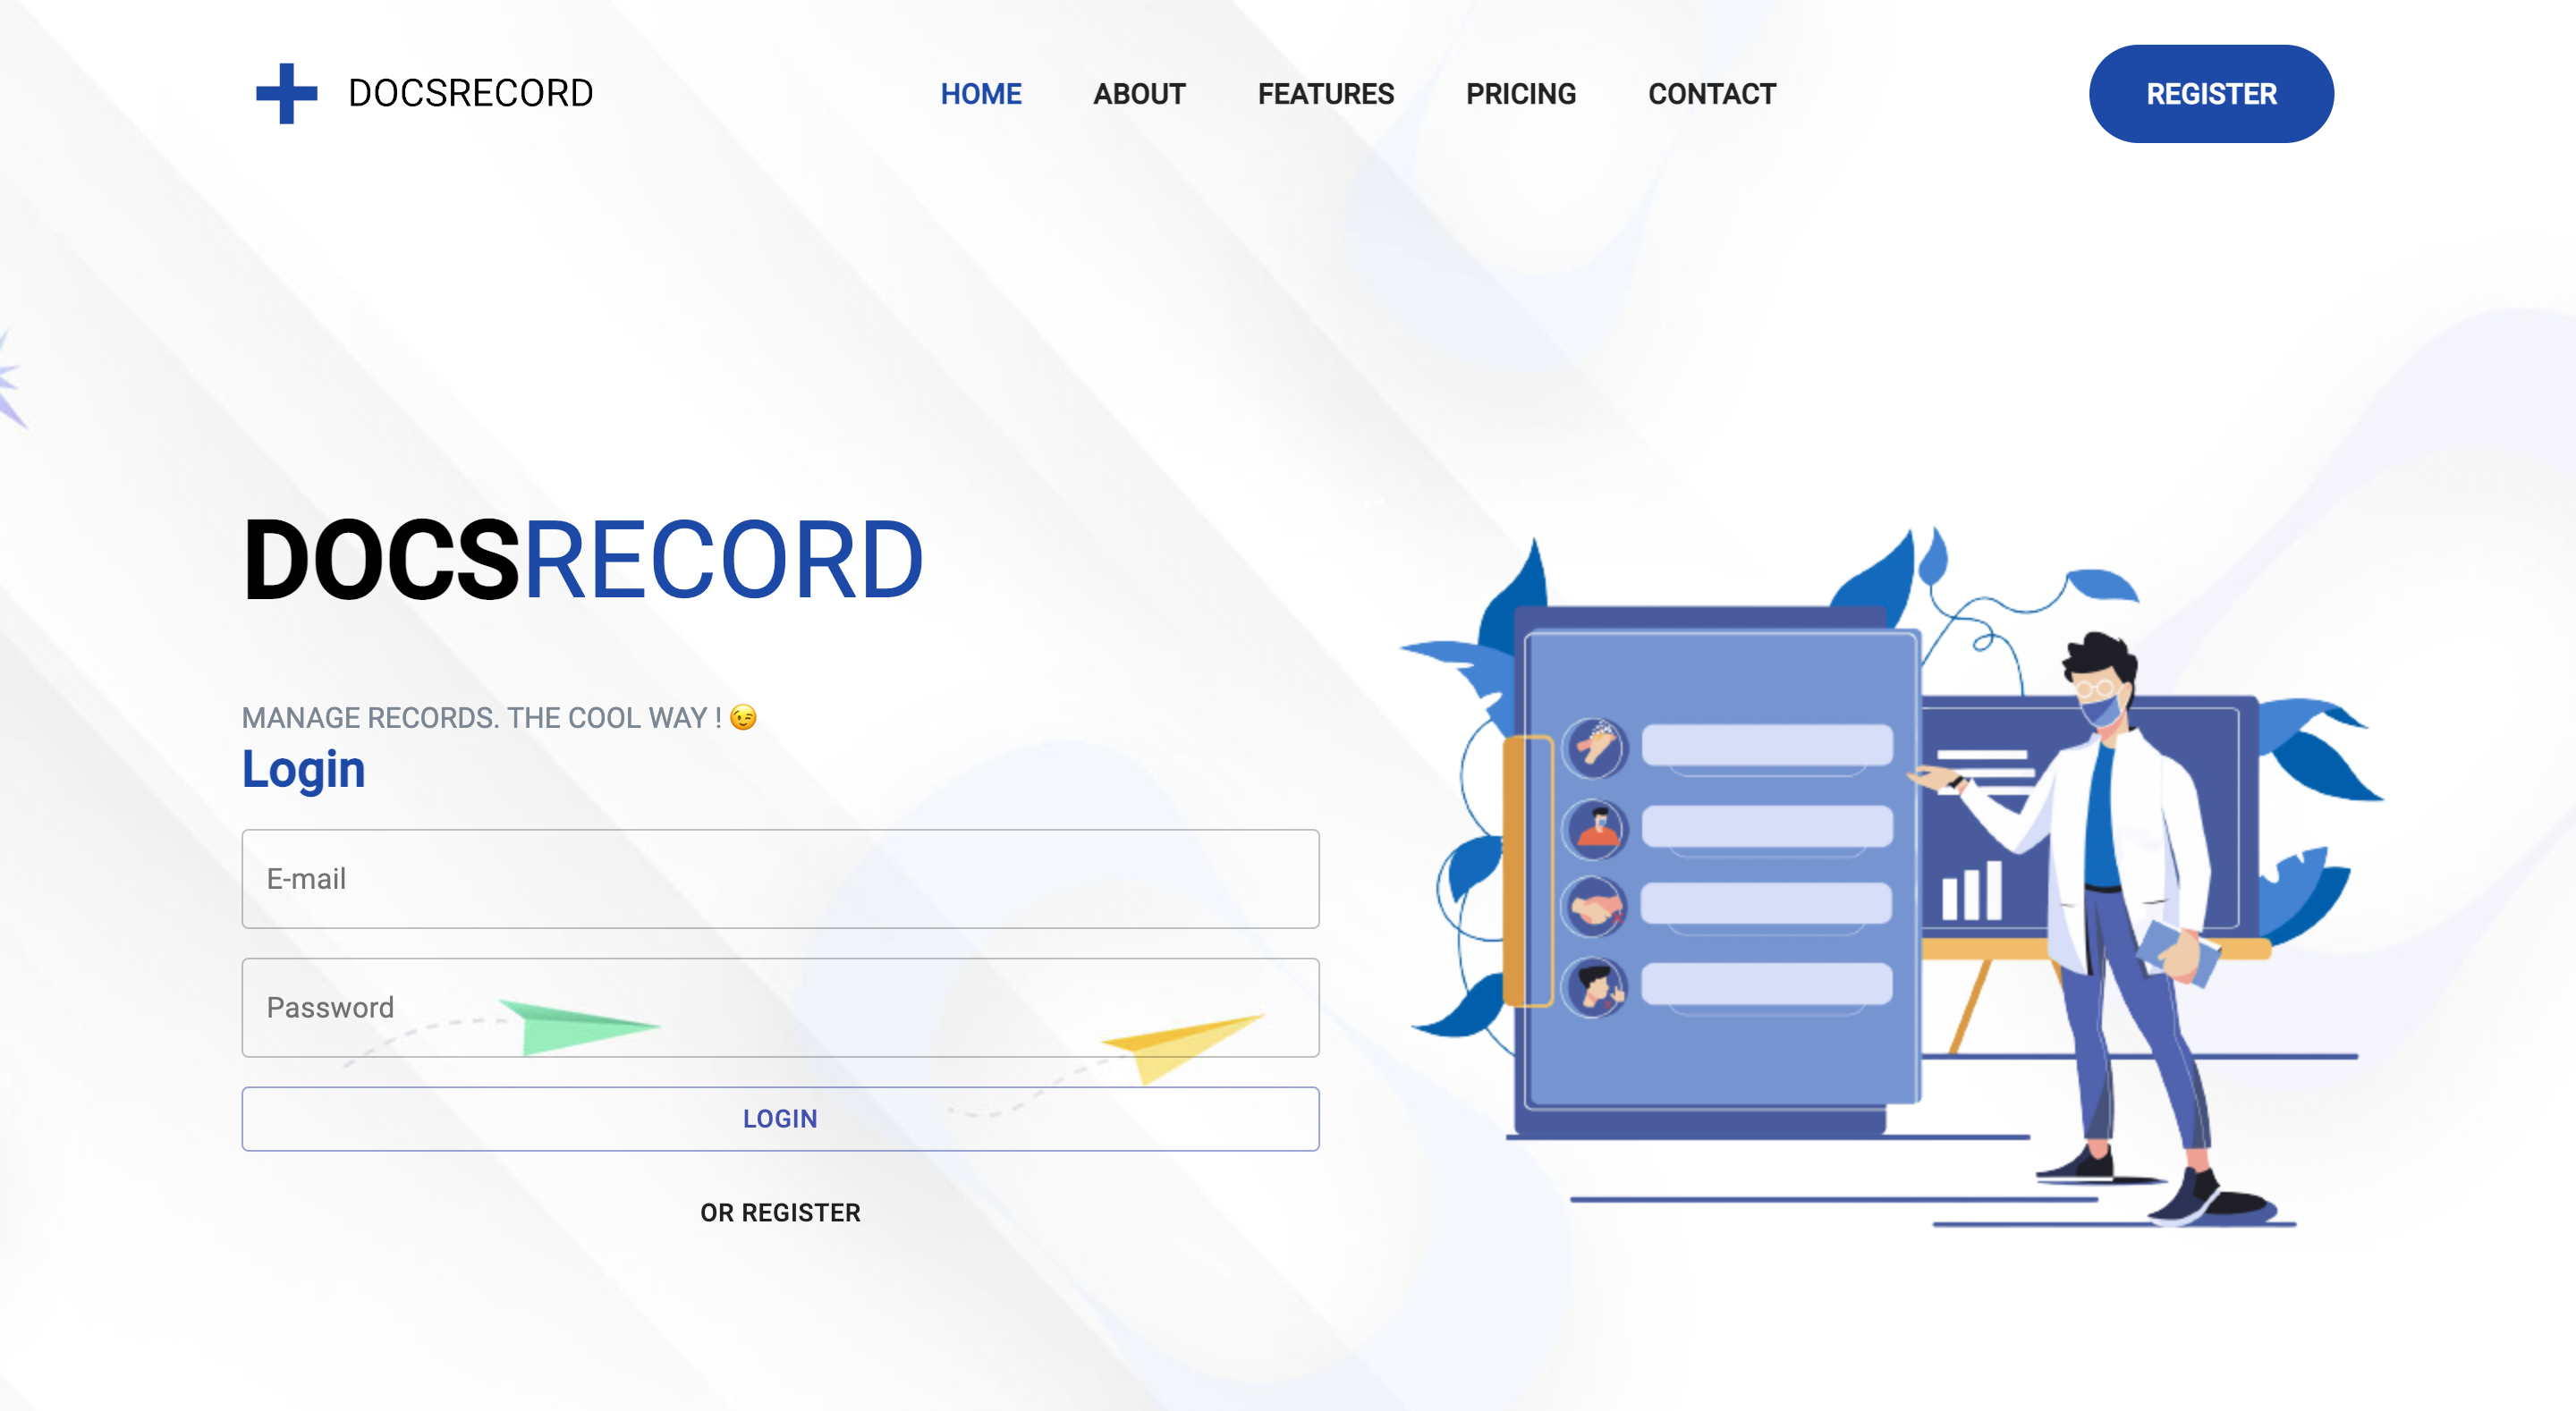 DOCSRECORD
HOME ABOUT FEATURES PRICING CONTACT
REGISTER
DOCSRECORD
MANAGE RECORDS. THE COOL WAY ! 😉
Login
E-mail
Password
LOGIN
OR REGISTER